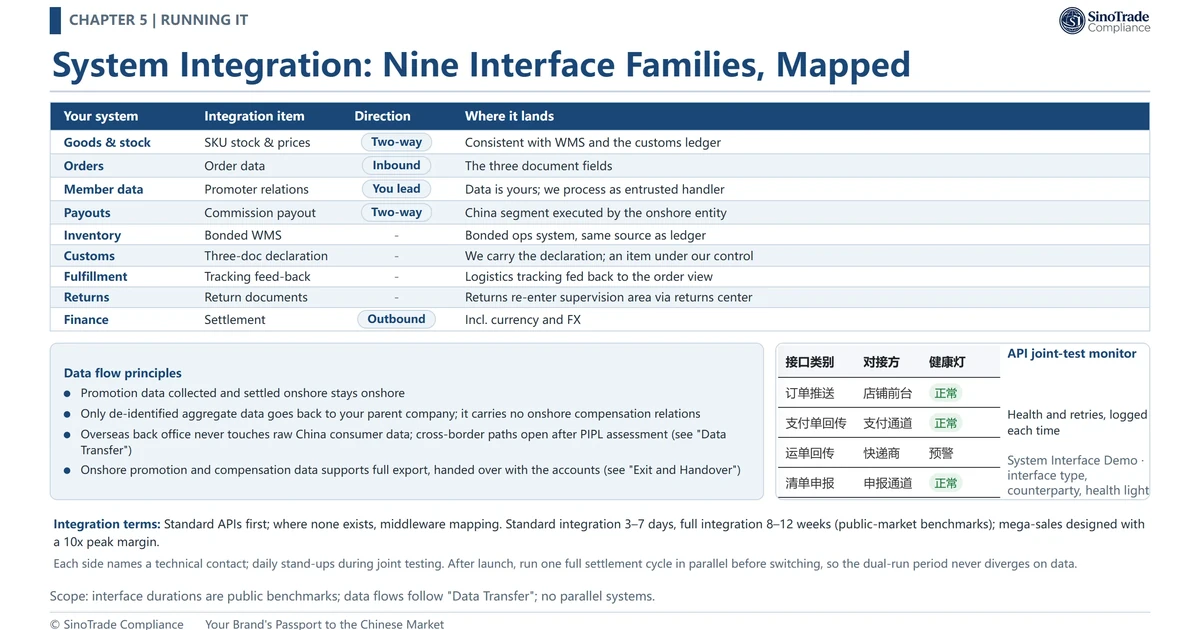 CHAPTER 5 | RUNNING IT
SinoTrade
Compliance
System Integration: Nine Interface Families, Mapped
Your system Integration item Direction Where it lands
Goods & stock SKU stock & prices Two-way Consistent with WMS and the customs ledger
Orders Order data Inbound The three document fields
Member data Promoter relations You lead Data is yours; we process as entrusted handler
Payouts Commission payout Two-way China segment executed by the onshore entity
Inventory Bonded WMS - Bonded ops system, same source as ledger
Customs Three-doc declaration - We carry the declaration; an item under our control
Fulfillment Tracking feed-back - Logistics tracking fed back to the order view
Returns Return documents - Returns re-enter supervision area via returns center
Finance Settlement Outbound Incl. currency and FX
Data flow principles
Promotion data collected and settled onshore stays onshore
Only de-identified aggregate data goes back to your parent company; it carries no onshore compensation relations
Overseas back office never touches raw China consumer data; cross-border paths open after PIPL assessment (see "Data
Transfer")
Onshore promotion and compensation data supports full export, handed over with the accounts (see "Exit and Handover")
接口类别 对接方 健康灯
订单推送 店铺前台 正常
支付单回传 支付通道 正常
运单回传 快递商 预警
清单申报 申报通道 正常
API joint-test monitor
Health and retries, logged
each time
System Interface Demo ·
interface type,
counterparty, health light
Integration terms: Standard APIs first; where none exists, middleware mapping. Standard integration 3–7 days, full integration 8–12 weeks (public-market benchmarks); mega-sales designed with
a 10x peak margin.
Each side names a technical contact; daily stand-ups during joint testing. After launch, run one full settlement cycle in parallel before switching, so the dual-run period never diverges on data.
Scope: interface durations are public benchmarks; data flows follow "Data Transfer"; no parallel systems.
© SinoTrade Compliance Your Brand's Passport to the Chinese Market